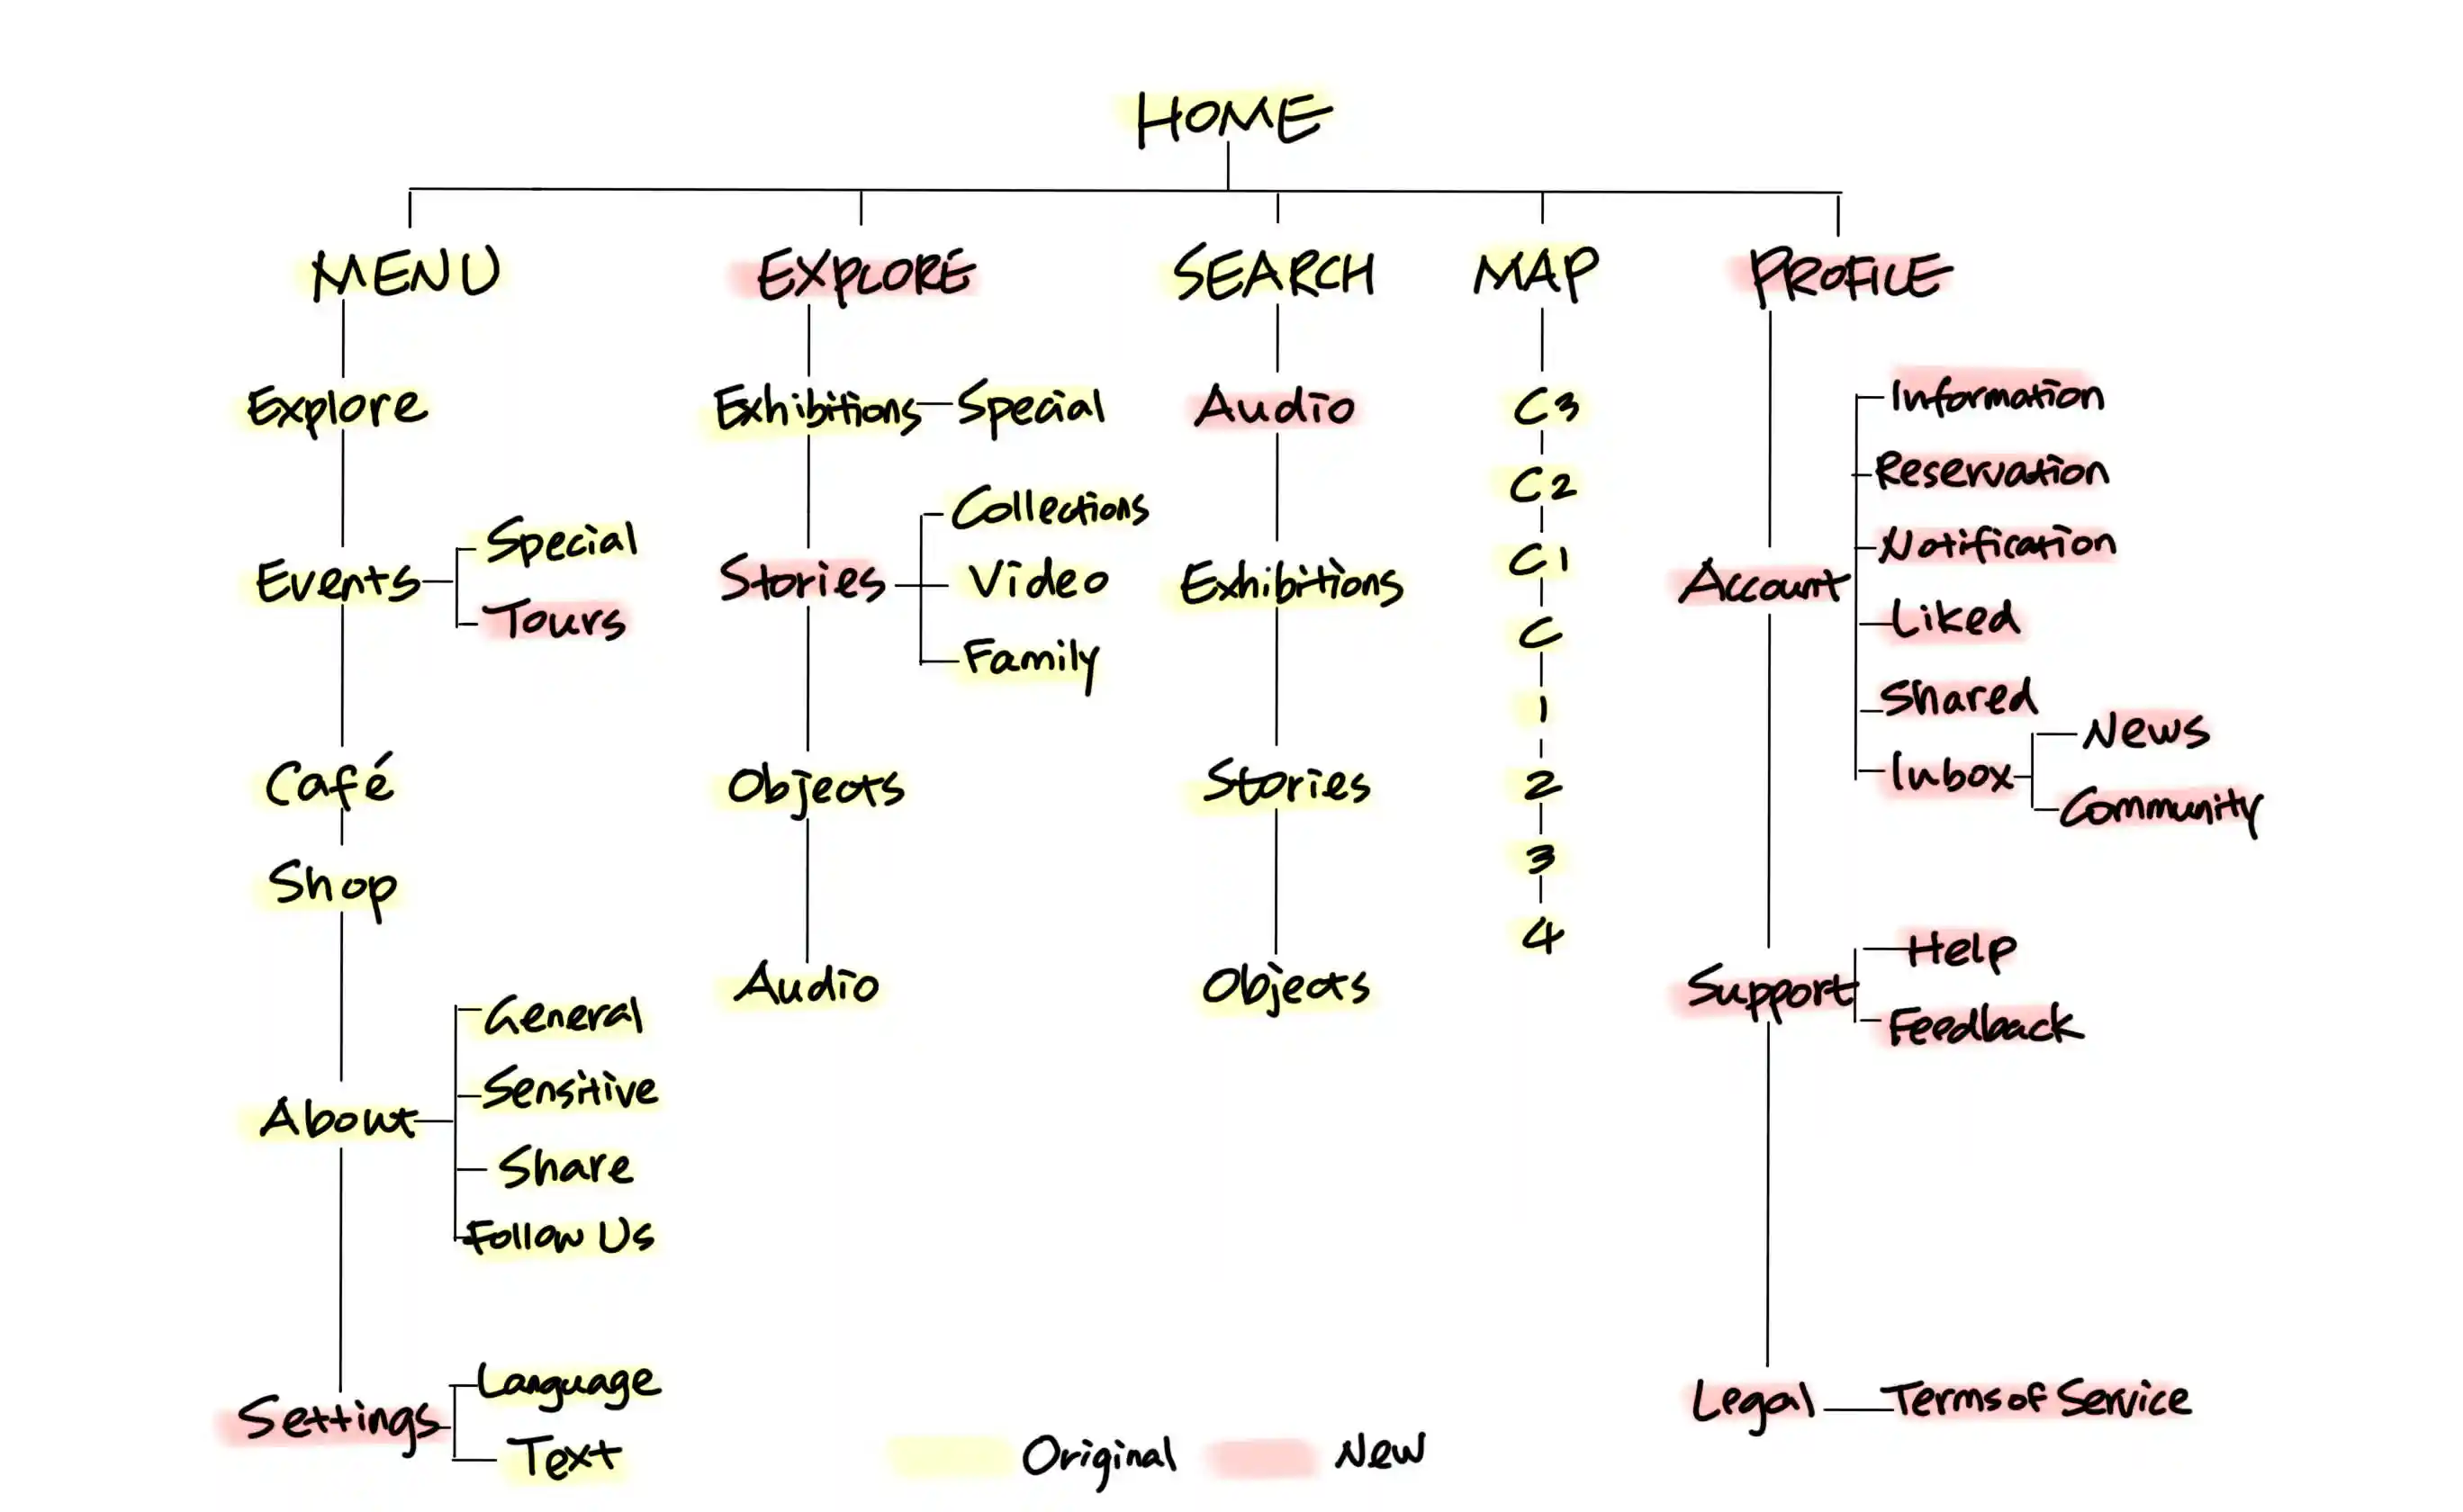 HOME
MENU
EXPLORE
SEARCH
MAP
PROFILE
Explore
Events
Special
Tours
Café
Shop
About
General
Sensitive
Share
Follow Us
Settings
Language
Text
Exhibitions
Special
Stories
Collections
Video
Family
Objects
Audio
Audio
Exhibitions
Stories
Objects
C3
C2
C1
C
1
2
3
4
Account
Information
Reservation
Notification
Liked
Shared
Inbox
News
Community
Support
Help
Feedback
Legal
Terms of Service
Original
New